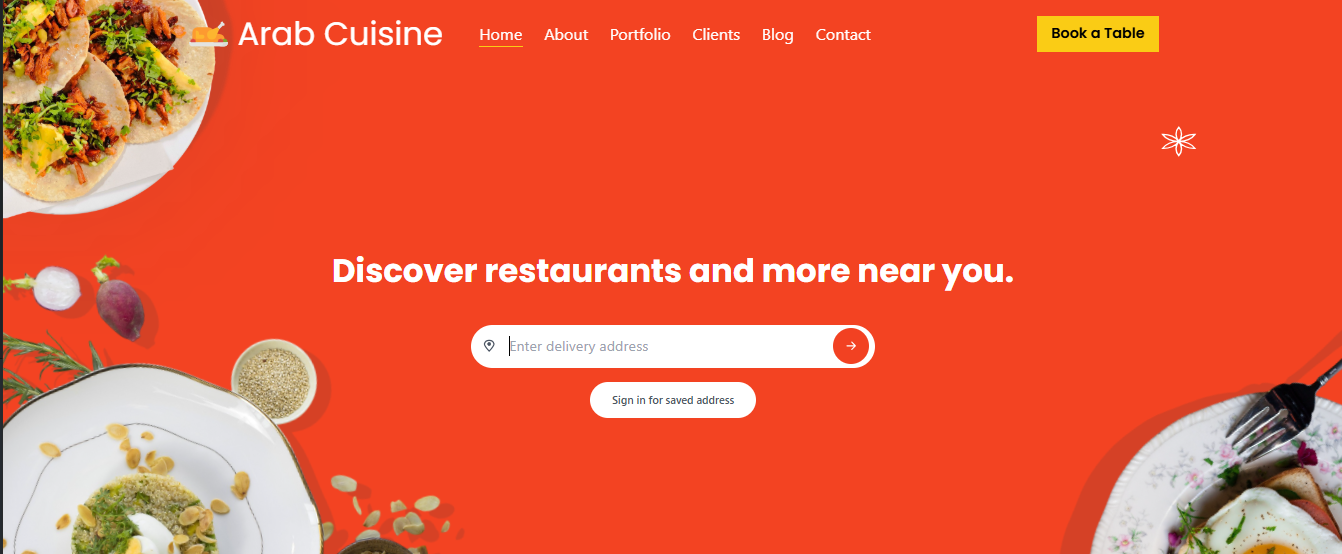 Arab Cuisine Home About Portfolio Clients Blog Contact Book a Table
Discover restaurants and more near you.
Enter delivery address
Sign in for saved address